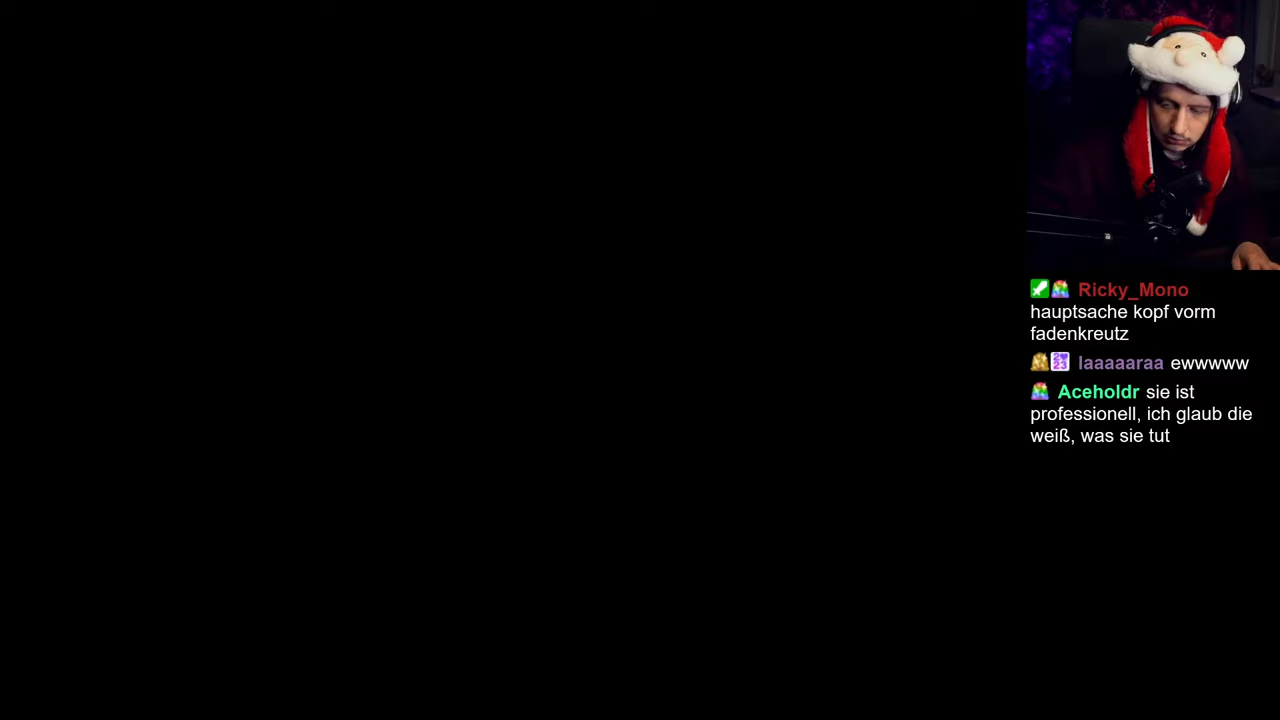 Ricky_Mono
hauptsache kopf vorm
fadenkreutz
laaaaaraa ewwwww
Aceholdr sie ist
professionell, ich glaub die
weiß, was sie tut